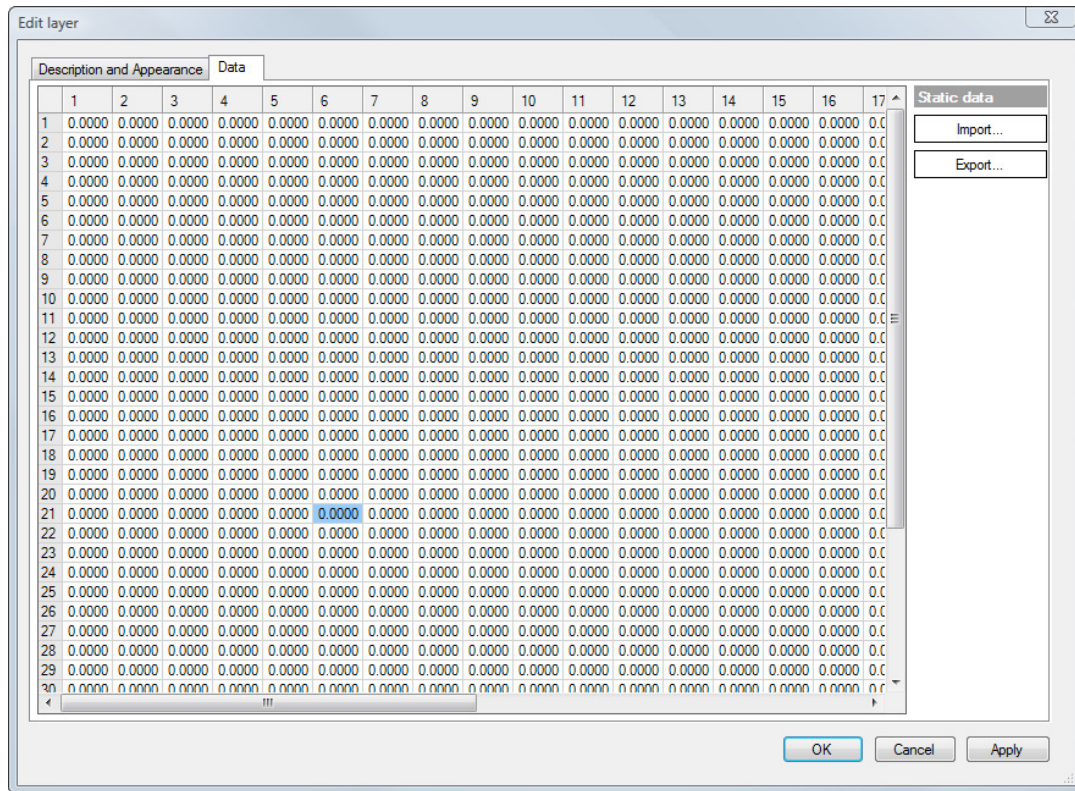 Edit layer
Description and Appearance Data
1 2 3 4 5 6 7 8 9 10 11 12 13 14 15 16 17 Static data
1 0.0000 0.0000 0.0000 0.0000 0.0000 0.0000 0.0000 0.0000 0.0000 0.0000 0.0000 0.0000 0.0000 0.0000 0.0000 0.0000 Import...
2 0.0000 0.0000 0.0000 0.0000 0.0000 0.0000 0.0000 0.0000 0.0000 0.0000 0.0000 0.0000 0.0000 0.0000 0.0000 0.0000
3 0.0000 0.0000 0.0000 0.0000 0.0000 0.0000 0.0000 0.0000 0.0000 0.0000 0.0000 0.0000 0.0000 0.0000 0.0000 0.0000 Export...
4 0.0000 0.0000 0.0000 0.0000 0.0000 0.0000 0.0000 0.0000 0.0000 0.0000 0.0000 0.0000 0.0000 0.0000 0.0000 0.0000
5 0.0000 0.0000 0.0000 0.0000 0.0000 0.0000 0.0000 0.0000 0.0000 0.0000 0.0000 0.0000 0.0000 0.0000 0.0000 0.0000
6 0.0000 0.0000 0.0000 0.0000 0.0000 0.0000 0.0000 0.0000 0.0000 0.0000 0.0000 0.0000 0.0000 0.0000 0.0000 0.0000
7 0.0000 0.0000 0.0000 0.0000 0.0000 0.0000 0.0000 0.0000 0.0000 0.0000 0.0000 0.0000 0.0000 0.0000 0.0000 0.0000
8 0.0000 0.0000 0.0000 0.0000 0.0000 0.0000 0.0000 0.0000 0.0000 0.0000 0.0000 0.0000 0.0000 0.0000 0.0000 0.0000
9 0.0000 0.0000 0.0000 0.0000 0.0000 0.0000 0.0000 0.0000 0.0000 0.0000 0.0000 0.0000 0.0000 0.0000 0.0000 0.0000
10 0.0000 0.0000 0.0000 0.0000 0.0000 0.0000 0.0000 0.0000 0.0000 0.0000 0.0000 0.0000 0.0000 0.0000 0.0000 0.0000
11 0.0000 0.0000 0.0000 0.0000 0.0000 0.0000 0.0000 0.0000 0.0000 0.0000 0.0000 0.0000 0.0000 0.0000 0.0000 0.0000
12 0.0000 0.0000 0.0000 0.0000 0.0000 0.0000 0.0000 0.0000 0.0000 0.0000 0.0000 0.0000 0.0000 0.0000 0.0000 0.0000
13 0.0000 0.0000 0.0000 0.0000 0.0000 0.0000 0.0000 0.0000 0.0000 0.0000 0.0000 0.0000 0.0000 0.0000 0.0000 0.0000
14 0.0000 0.0000 0.0000 0.0000 0.0000 0.0000 0.0000 0.0000 0.0000 0.0000 0.0000 0.0000 0.0000 0.0000 0.0000 0.0000
15 0.0000 0.0000 0.0000 0.0000 0.0000 0.0000 0.0000 0.0000 0.0000 0.0000 0.0000 0.0000 0.0000 0.0000 0.0000 0.0000
16 0.0000 0.0000 0.0000 0.0000 0.0000 0.0000 0.0000 0.0000 0.0000 0.0000 0.0000 0.0000 0.0000 0.0000 0.0000 0.0000
17 0.0000 0.0000 0.0000 0.0000 0.0000 0.0000 0.0000 0.0000 0.0000 0.0000 0.0000 0.0000 0.0000 0.0000 0.0000 0.0000
18 0.0000 0.0000 0.0000 0.0000 0.0000 0.0000 0.0000 0.0000 0.0000 0.0000 0.0000 0.0000 0.0000 0.0000 0.0000 0.0000
19 0.0000 0.0000 0.0000 0.0000 0.0000 0.0000 0.0000 0.0000 0.0000 0.0000 0.0000 0.0000 0.0000 0.0000 0.0000 0.0000
20 0.0000 0.0000 0.0000 0.0000 0.0000 0.0000 0.0000 0.0000 0.0000 0.0000 0.0000 0.0000 0.0000 0.0000 0.0000 0.0000
21 0.0000 0.0000 0.0000 0.0000 0.0000 0.0000 0.0000 0.0000 0.0000 0.0000 0.0000 0.0000 0.0000 0.0000 0.0000 0.0000
22 0.0000 0.0000 0.0000 0.0000 0.0000 0.0000 0.0000 0.0000 0.0000 0.0000 0.0000 0.0000 0.0000 0.0000 0.0000 0.0000
23 0.0000 0.0000 0.0000 0.0000 0.0000 0.0000 0.0000 0.0000 0.0000 0.0000 0.0000 0.0000 0.0000 0.0000 0.0000 0.0000
24 0.0000 0.0000 0.0000 0.0000 0.0000 0.0000 0.0000 0.0000 0.0000 0.0000 0.0000 0.0000 0.0000 0.0000 0.0000 0.0000
25 0.0000 0.0000 0.0000 0.0000 0.0000 0.0000 0.0000 0.0000 0.0000 0.0000 0.0000 0.0000 0.0000 0.0000 0.0000 0.0000
26 0.0000 0.0000 0.0000 0.0000 0.0000 0.0000 0.0000 0.0000 0.0000 0.0000 0.0000 0.0000 0.0000 0.0000 0.0000 0.0000
27 0.0000 0.0000 0.0000 0.0000 0.0000 0.0000 0.0000 0.0000 0.0000 0.0000 0.0000 0.0000 0.0000 0.0000 0.0000 0.0000
28 0.0000 0.0000 0.0000 0.0000 0.0000 0.0000 0.0000 0.0000 0.0000 0.0000 0.0000 0.0000 0.0000 0.0000 0.0000 0.0000
29 0.0000 0.0000 0.0000 0.0000 0.0000 0.0000 0.0000 0.0000 0.0000 0.0000 0.0000 0.0000 0.0000 0.0000 0.0000 0.0000
30 0.0000 0.0000 0.0000 0.0000 0.0000 0.0000 0.0000 0.0000 0.0000 0.0000 0.0000 0.0000 0.0000 0.0000 0.0000 0.0000
OK Cancel Apply